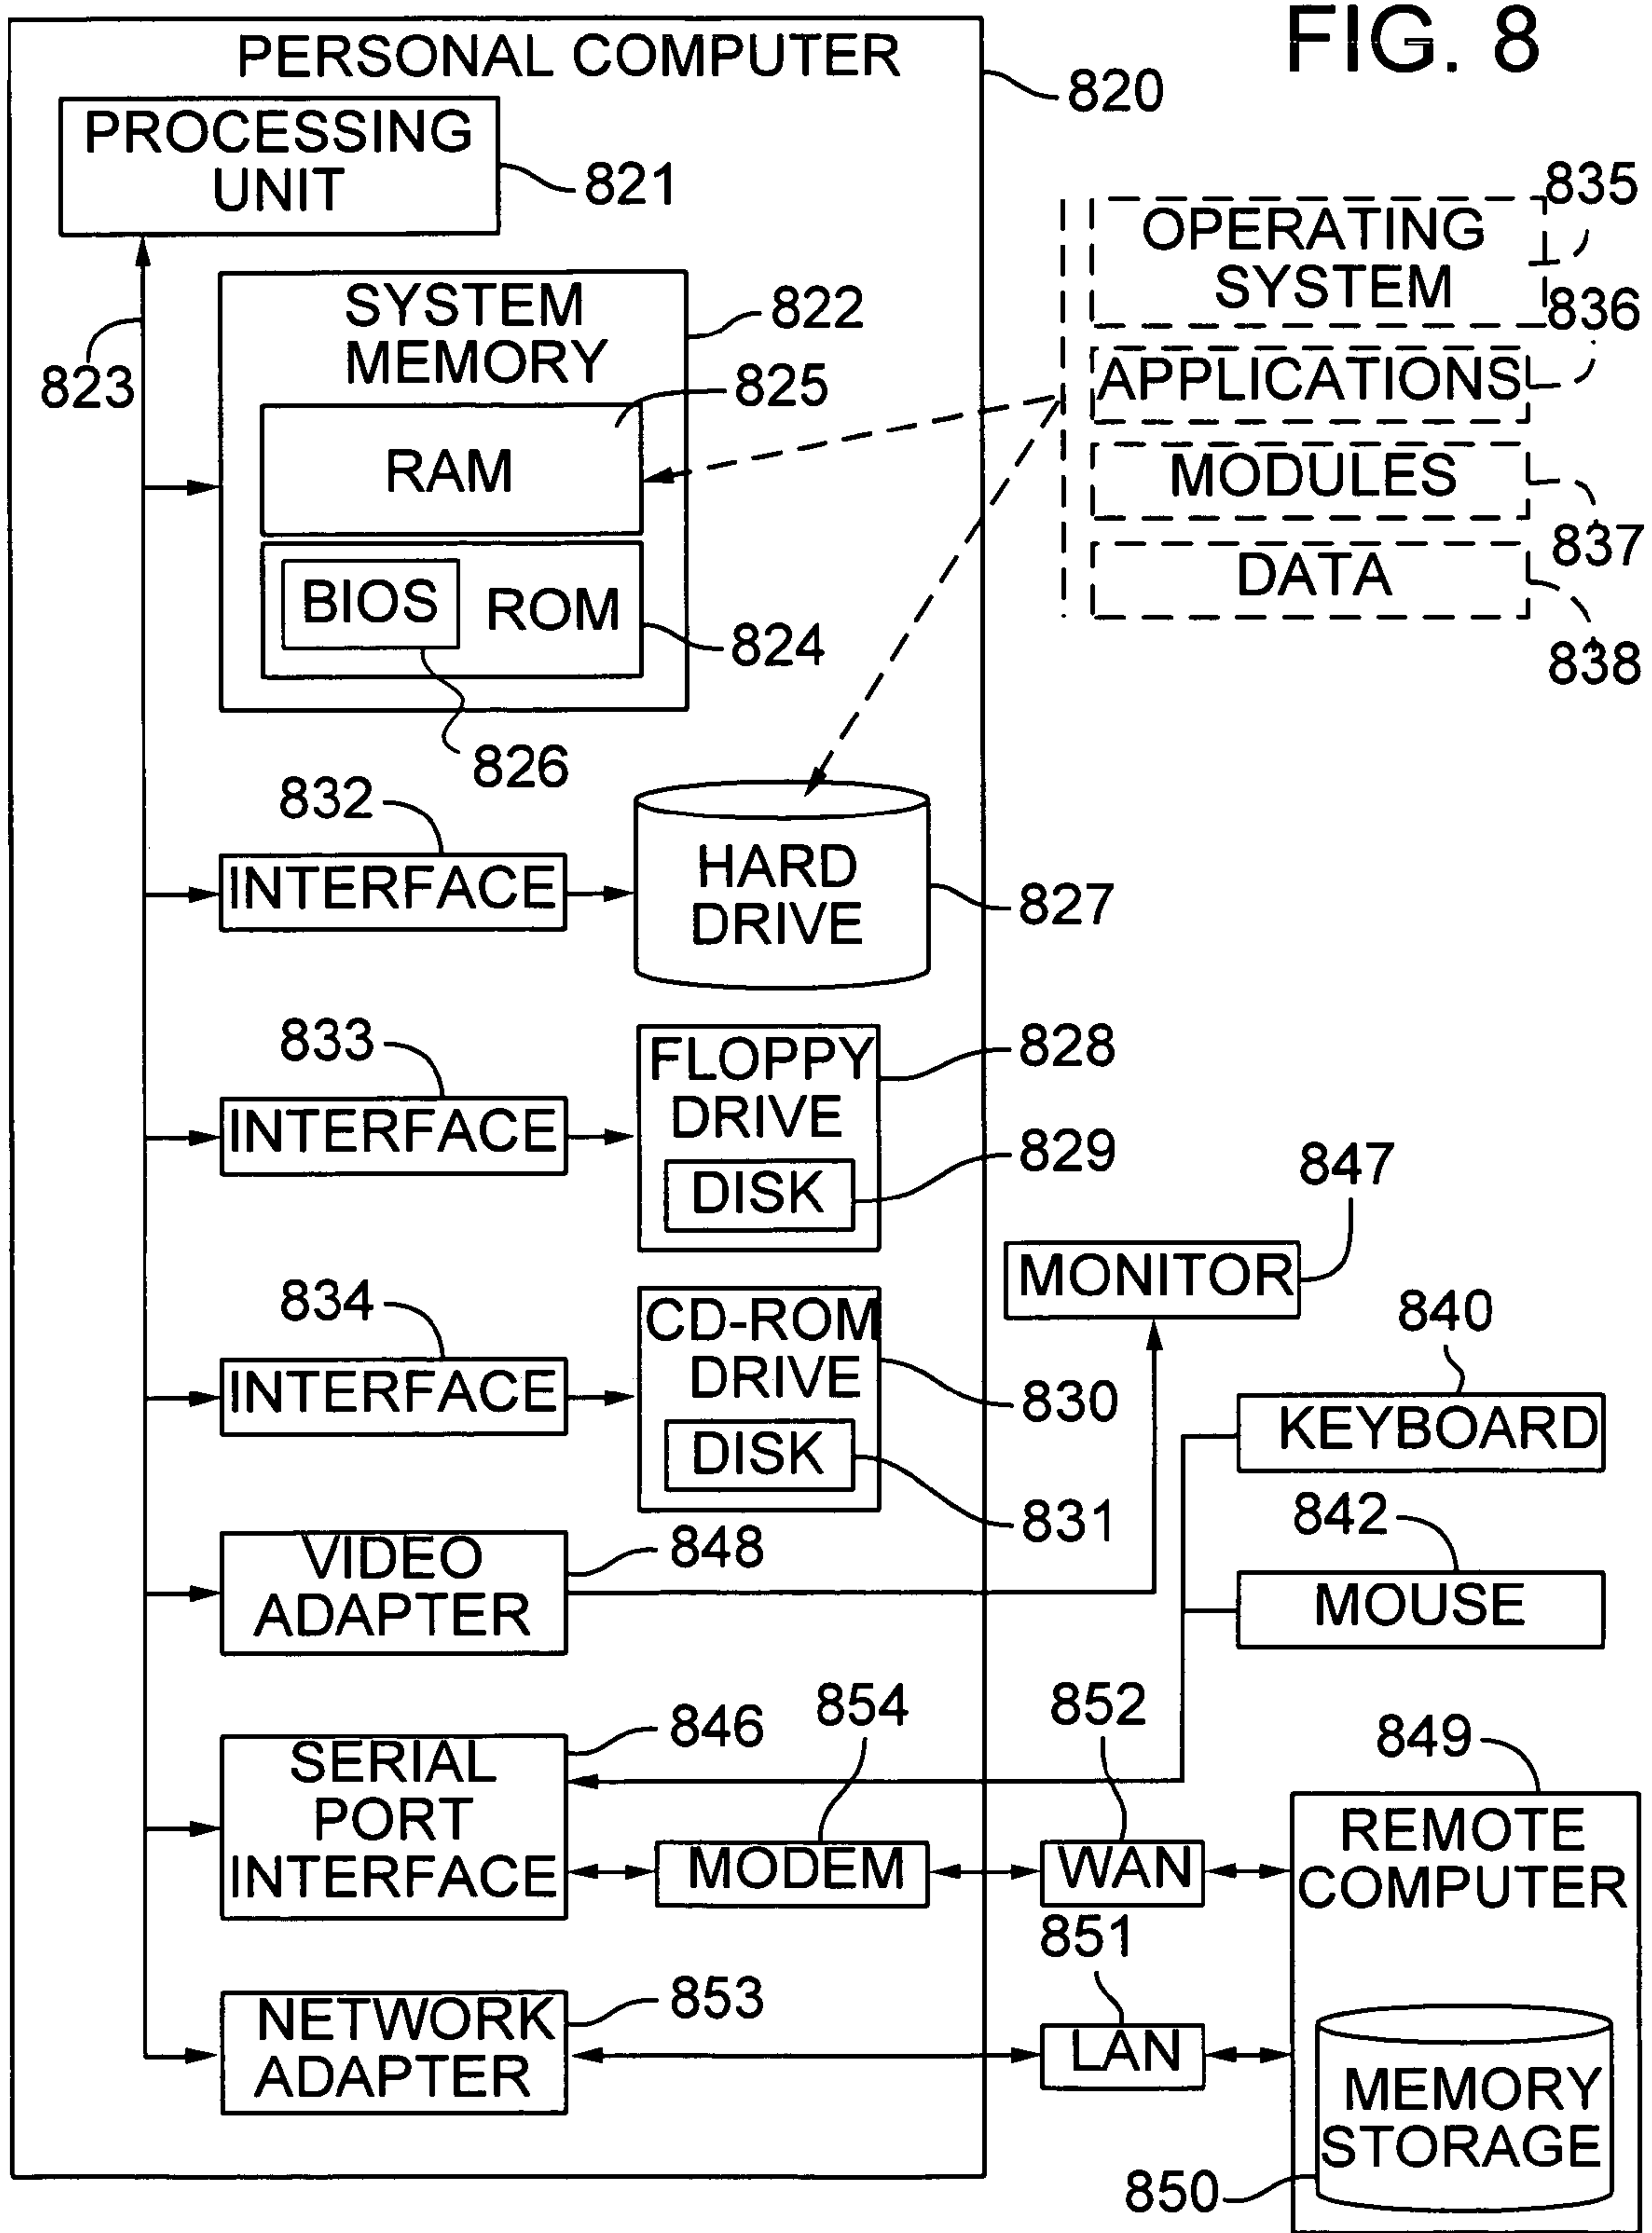 FIG. 8
PERSONAL COMPUTER
820
PROCESSING
UNIT
821
823
SYSTEM
MEMORY
822
825
RAM
BIOS
ROM
824
826
OPERATING
SYSTEM
835
836
APPLICATIONS
MODULES
837
DATA
838
832
INTERFACE
HARD
DRIVE
827
833
INTERFACE
FLOPPY
DRIVE
828
DISK
829
834
INTERFACE
CD-ROM
DRIVE
830
DISK
831
MONITOR
847
840
KEYBOARD
842
MOUSE
VIDEO
ADAPTER
848
SERIAL
PORT
INTERFACE
846
854
MODEM
852
WAN
849
REMOTE
COMPUTER
NETWORK
ADAPTER
853
851
LAN
MEMORY
STORAGE
850